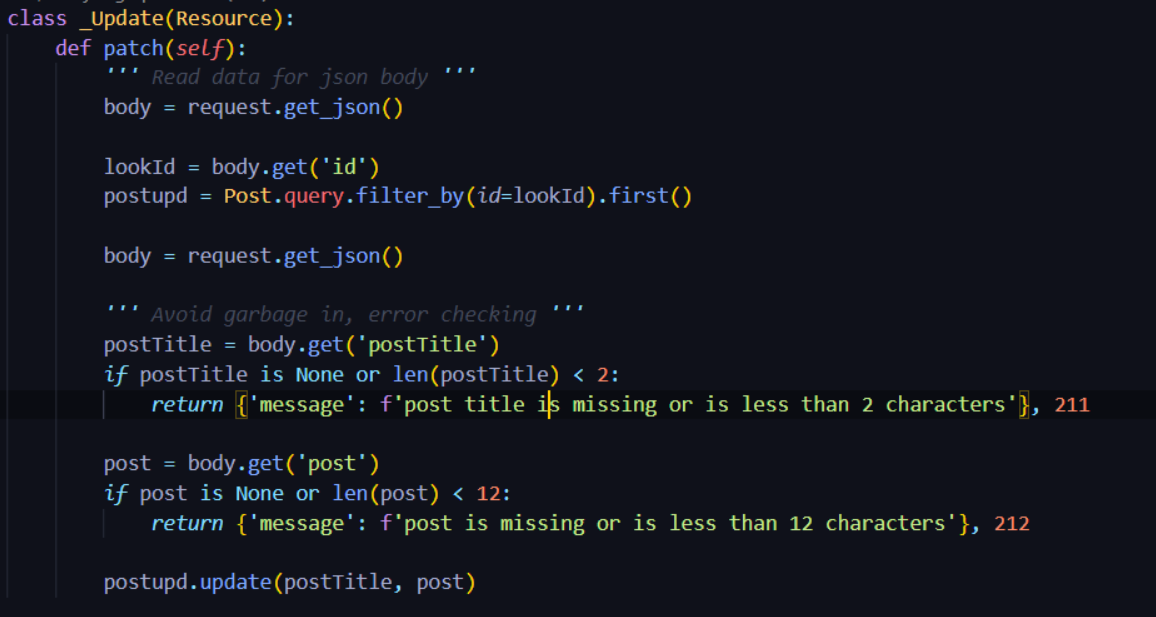 class _Update(Resource):
    def patch(self):
        ''' Read data for json body '''
        body = request.get_json()
        lookId = body.get('id')
        postupd = Post.query.filter_by(id=lookId).first()
        body = request.get_json()
        ''' Avoid garbage in, error checking '''
        postTitle = body.get('postTitle')
        if postTitle is None or len(postTitle) < 2:
            return {'message': f'post title is missing or is less than 2 characters'}, 211
        post = body.get('post')
        if post is None or len(post) < 12:
            return {'message': f'post is missing or is less than 12 characters'}, 212
        postupd.update(postTitle, post)